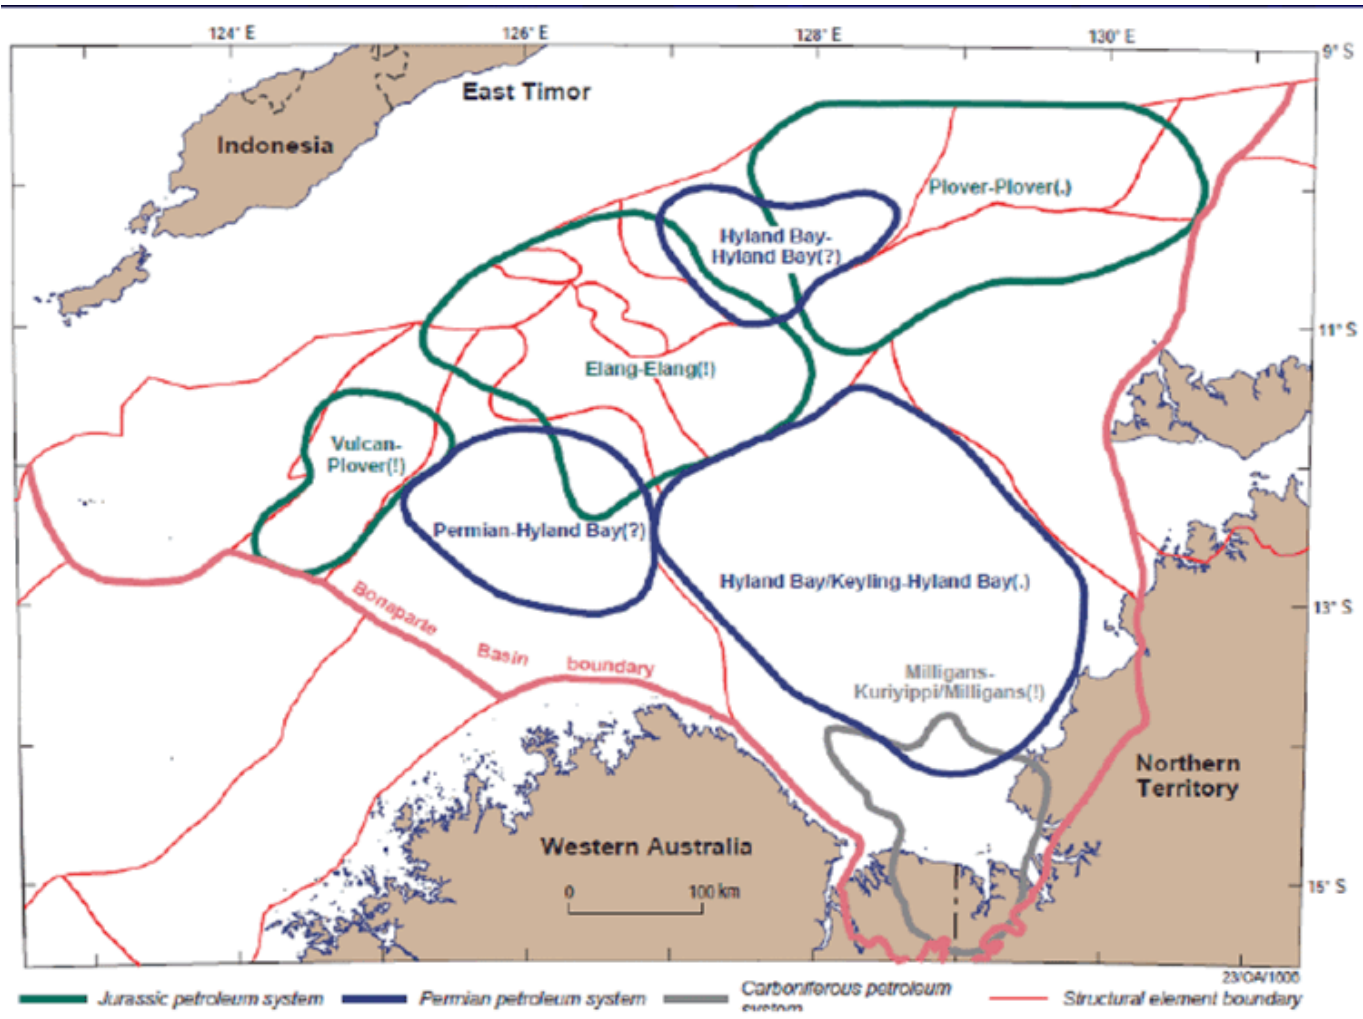 124° E
126° E
128° E
130° E
9° S
East Timor
Indonesia
Plover-Plover(.)
Hyland Bay-
Hyland Bay(?)
11° S
Elang-Elang(!)
Vulcan-
Plover(!)
Permian-Hyland Bay(?)
Hyland Bay/Keyling-Hyland Bay(.)
13° S
Bonaparte Basin boundary
Milligans-
Kuriyippi/Milligans(!)
Northern
Territory
Western Australia
0 100 km
15° S
23/OA/1006
Jurassic petroleum system
Permian petroleum system
Carboniferous petroleum
system
Structural element boundary